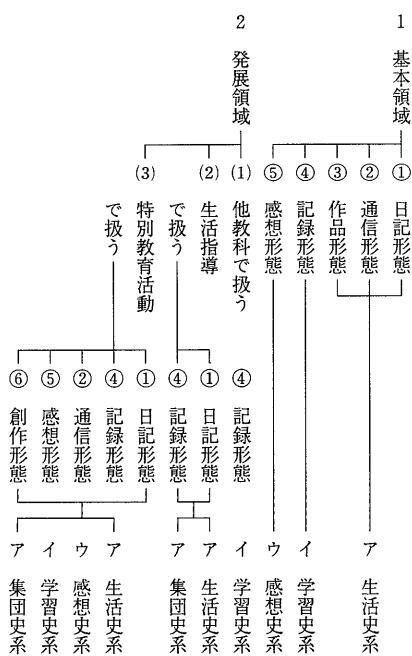 1 基本領域
①日記形態
②通信形態
③作品形態
④記録形態
⑤感想形態
ア 生活史系
イ 学習史系
ウ 感想史系
2 発展領域
(1)他教科で扱う
④記録形態
イ 学習史系
(2)生活指導
で扱う
①日記形態
④記録形態
ア 生活史系
ア 集団史系
(3)特別教育活動
で扱う
①日記形態
④記録形態
②通信形態
⑤感想形態
⑥創作形態
ア 生活史系
ウ 感想史系
イ 学習史系
ア 集団史系